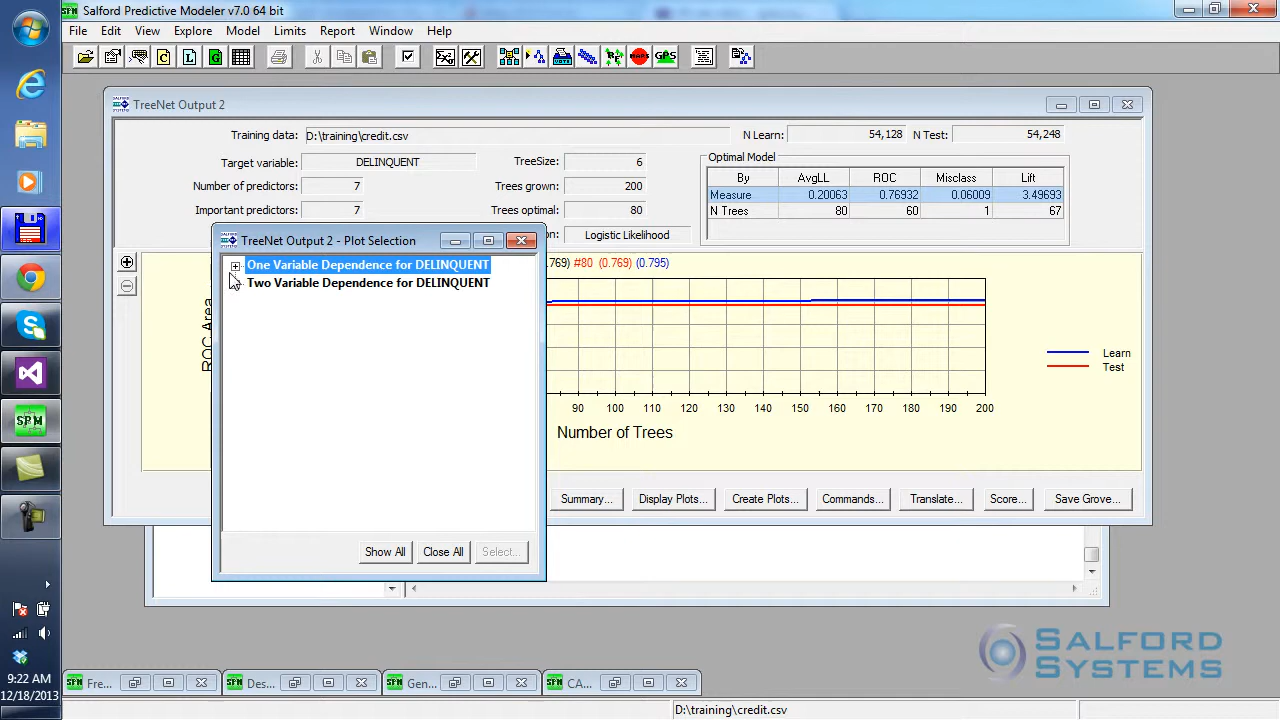 Salford Predictive Modeler v7.0 64 bit
File Edit View Explore Model Limits Report Window Help
TreeNet Output 2
Training data: D:\training\credit.csv N Learn: 54,128 N Test: 54,248
Target variable: DELINQUENT TreeSize: 6 Optimal Model
Number of predictors: 7 Trees grown: 200 By AvgLL ROC Misclass Lift
Measure 0.20063 0.76932 0.06009 3.49693
Important predictors: 7 Trees optimal: 80 N Trees 80 60 1 67
Logistic Likelihood
TreeNet Output 2 - Plot Selection
One Variable Dependence for DELINQUENT
Two Variable Dependence for DELINQUENT
Show All Close All Select...
.769) #80 (0.769) (0.795)
ROC Area
Learn
Test
90 100 110 120 130 140 150 160 170 180 190 200
Number of Trees
Summary... Display Plots... Create Plots... Commands... Translate... Score... Save Grove...
SALFORD
SYSTEMS
SPM
9:22 AM
12/18/2013
Fre... Des... Gen... CA...
D:\training\credit.csv